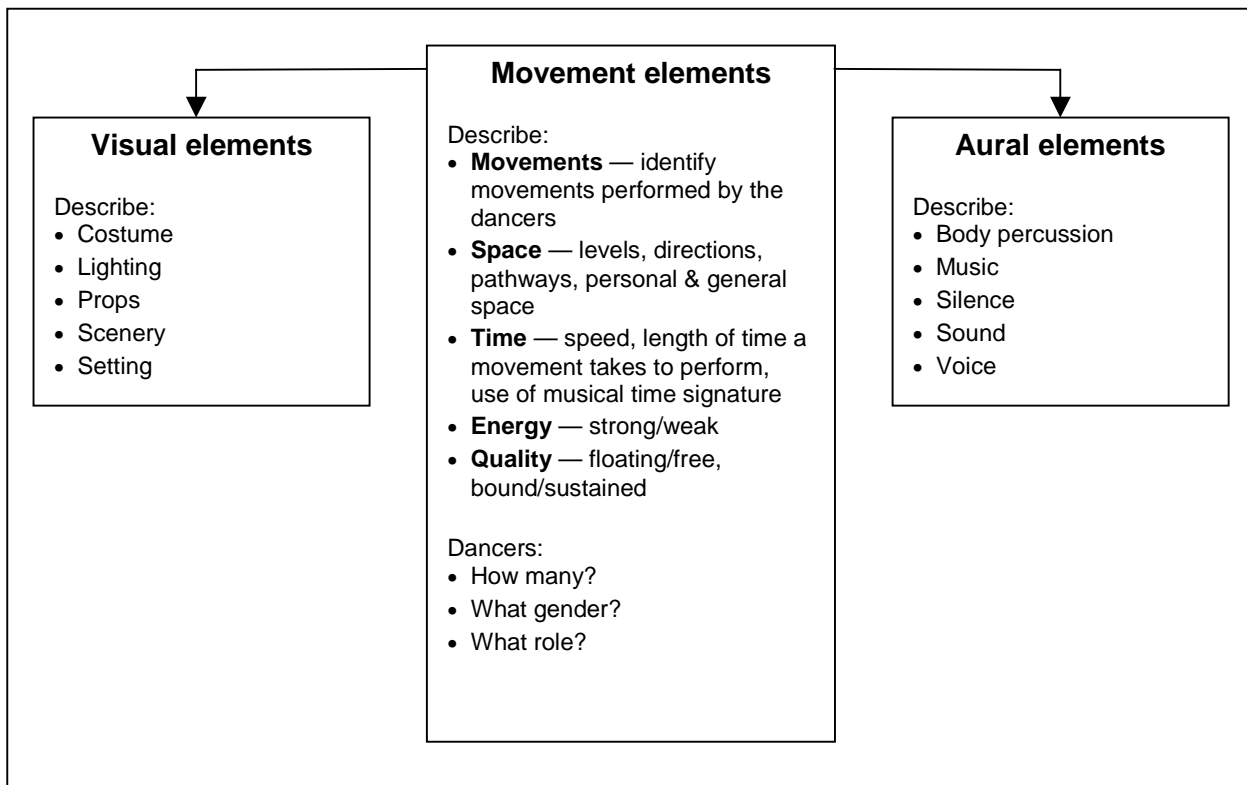 Movement elements
Describe:
• Movements — identify
movements performed by the
dancers
• Space — levels, directions,
pathways, personal & general
space
• Time — speed, length of time a
movement takes to perform,
use of musical time signature
• Energy — strong/weak
• Quality — floating/free,
bound/sustained
Dancers:
• How many?
• What gender?
• What role?
Visual elements
Describe:
• Costume
• Lighting
• Props
• Scenery
• Setting
Aural elements
Describe:
• Body percussion
• Music
• Silence
• Sound
• Voice